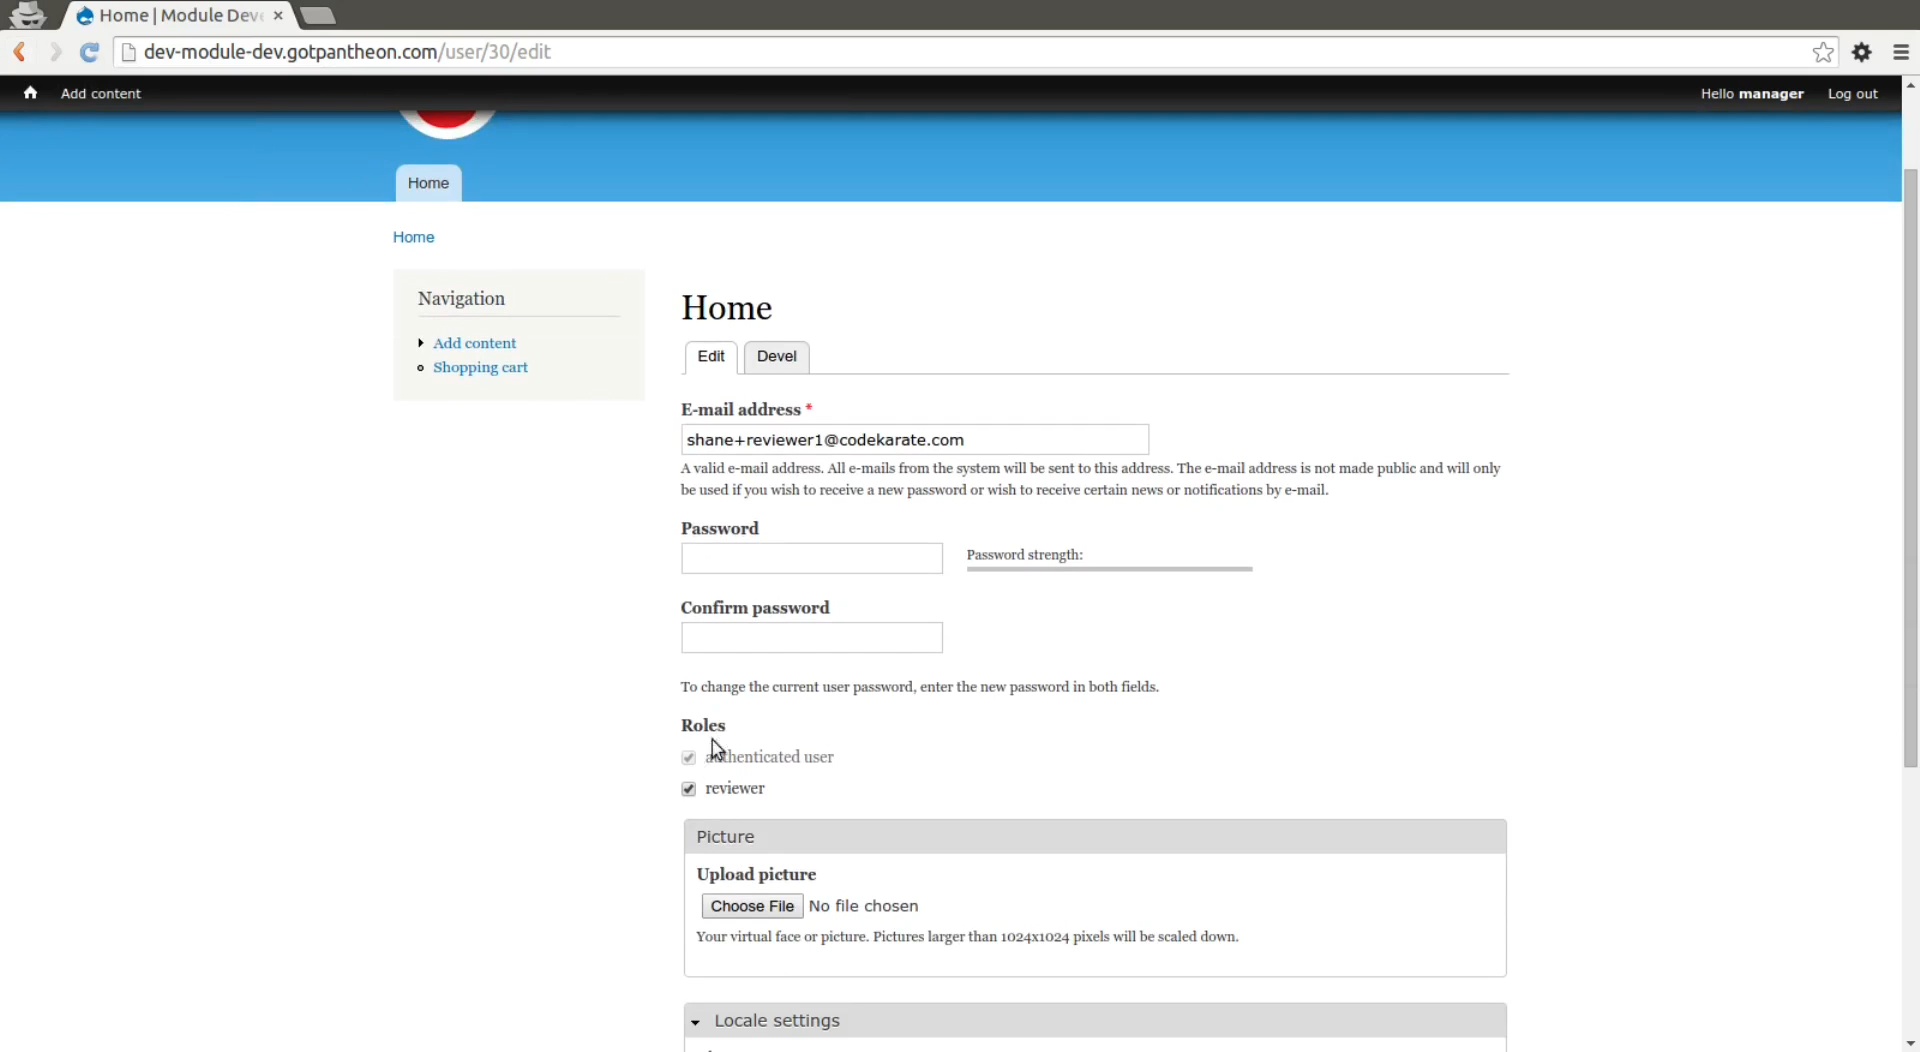 Home | Module Deve
dev-module-dev.gotpantheon.com/user/30/edit
Add content
Hello manager
Log out
Home
Home
Navigation
Add content
Shopping cart
Home
Edit
Devel
E-mail address *
shane+reviewer1@codekarate.com
A valid e-mail address. All e-mails from the system will be sent to this address. The e-mail address is not made public and will only
be used if you wish to receive a new password or wish to receive certain news or notifications by e-mail.
Password
Password strength:
Confirm password
To change the current user password, enter the new password in both fields.
Roles
authenticated user
reviewer
Picture
Upload picture
Choose File No file chosen
Your virtual face or picture. Pictures larger than 1024x1024 pixels will be scaled down.
Locale settings